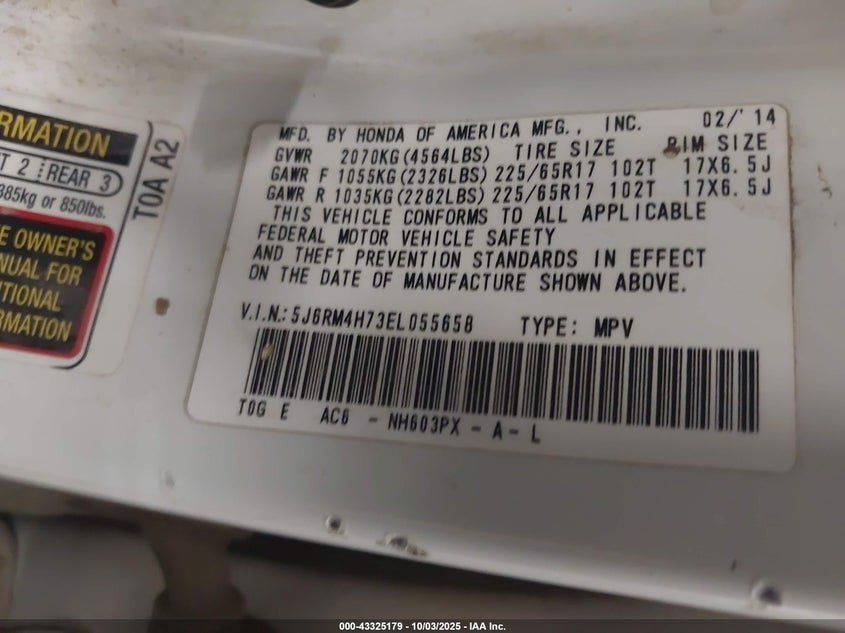 RMATION
T 2 REAR 3
385kg or 850lbs.
E OWNER'S
NUAL FOR
ITIONAL
ORMATION
T0A A2
MFD. BY HONDA OF AMERICA MFG., INC. 02/'14
GVWR 2070KG(4564LBS) TIRE SIZE RIM SIZE
GAWR F 1055KG(2326LBS) 225/65R17 102T 17X6.5J
GAWR R 1035KG(2282LBS) 225/65R17 102T 17X6.5J
THIS VEHICLE CONFORMS TO ALL APPLICABLE
FEDERAL MOTOR VEHICLE SAFETY
AND THEFT PREVENTION STANDARDS IN EFFECT
ON THE DATE OF MANUFACTURE SHOWN ABOVE.
V.I.N.: 5J6RM4H73EL055658 TYPE: MPV
T0G E AC6 - NH603PX - A - L
000-43325179 - 10/03/2025 - IAA Inc.